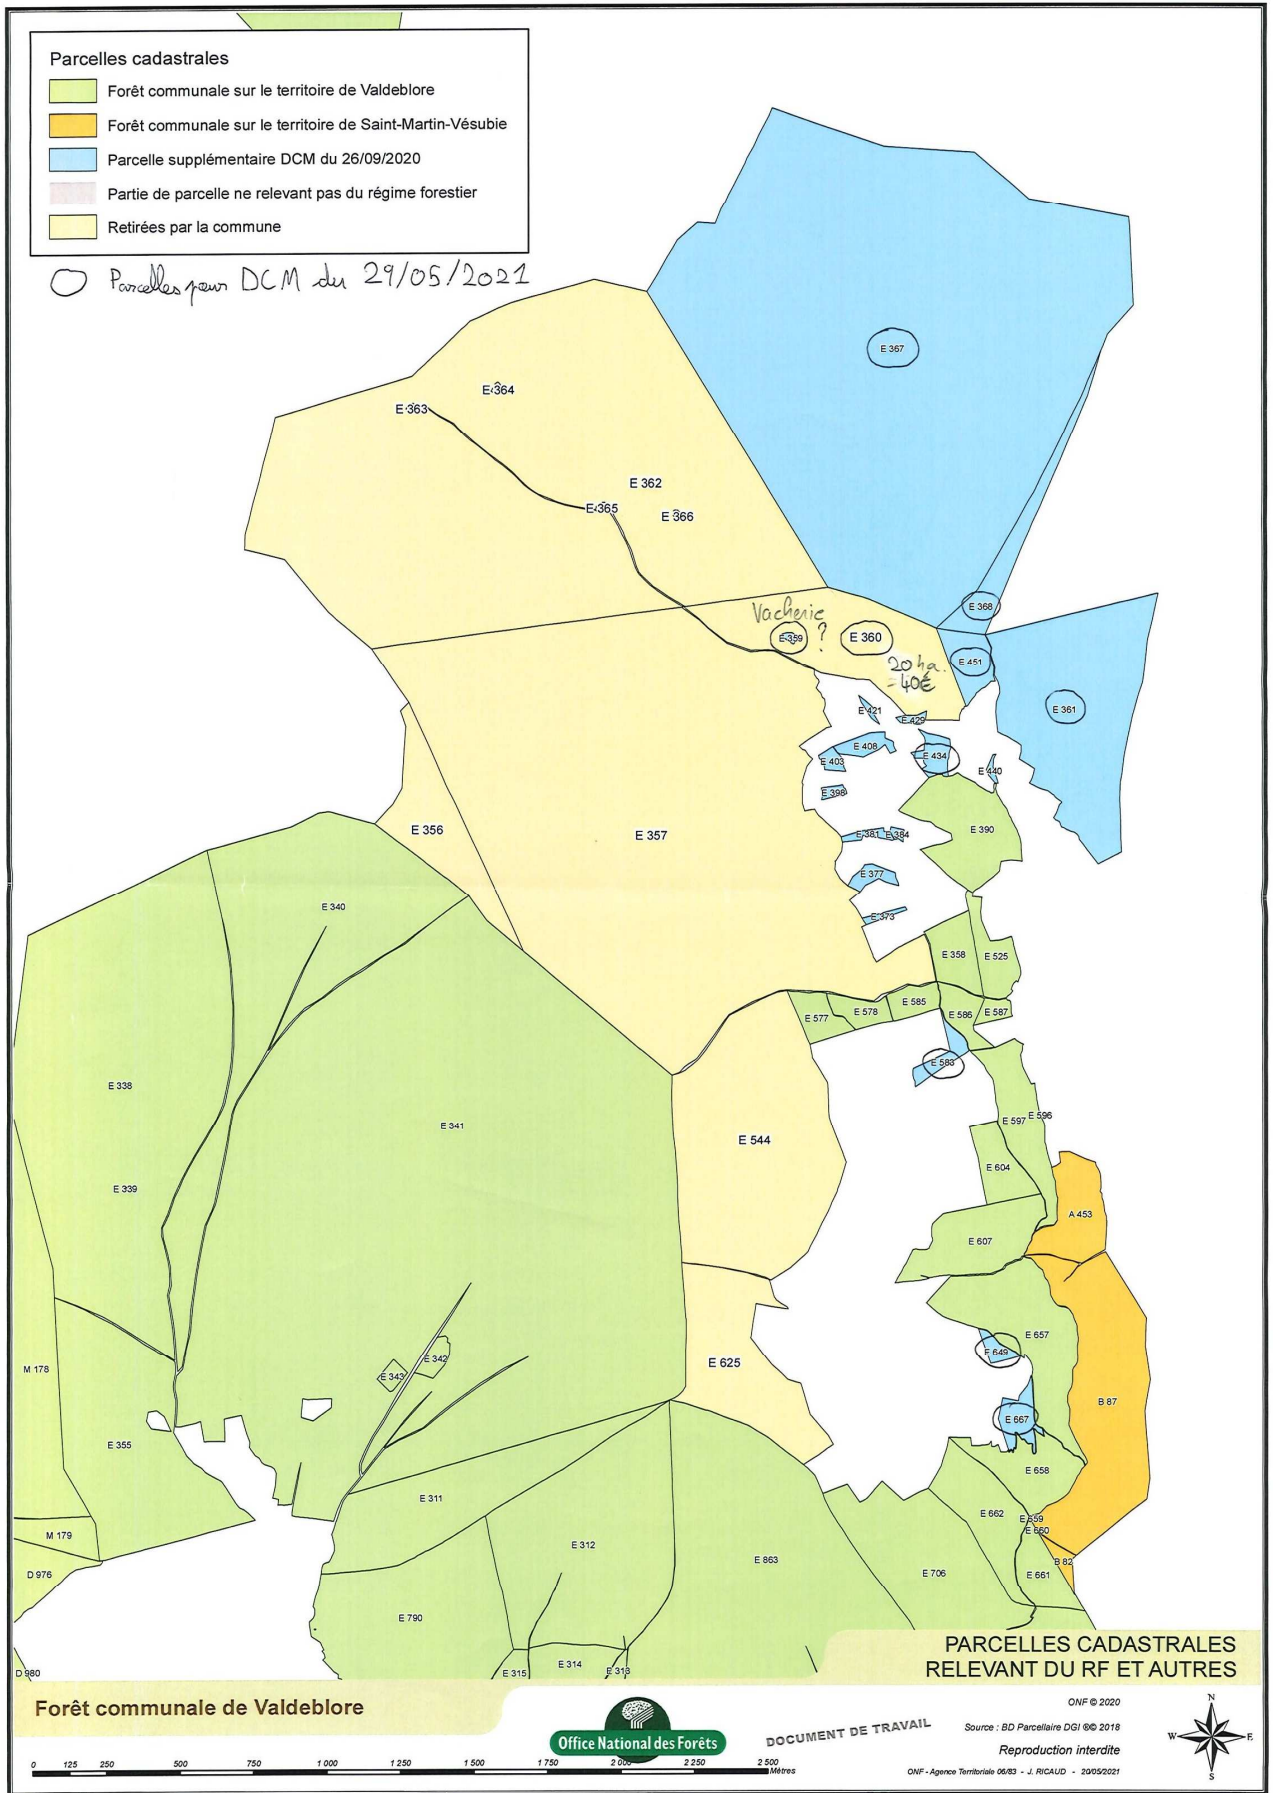 Parcelles cadastrales
Forêt communale sur le territoire de Valdeblore
Forêt communale sur le territoire de Saint-Martin-Vésubie
Parcelle supplémentaire DCM du 26/09/2020
Partie de parcelle ne relevant pas du régime forestier
Retirées par la commune
Parcelles pour DCM du 29/05/2021
E 367
E 364
E 363
E 362
E 365
E 366
E 368
Vacherie
E 359 ?
E 360
20 ha.
=40€
E 451
E 361
E 421
E 429
E 408
E 403
E 434
E 440
E 398
E 356
E 357
E 381
E 384
E 390
E 377
E 340
E 373
E 358
E 525
E 577
E 578
E 585
E 586
E 587
E 583
E 338
E 341
E 544
E 597
E 596
E 604
E 339
A 453
E 607
E 657
E 649
E 342
E 343
E 625
M 178
B 87
E 667
E 355
E 658
E 311
E 662
E 659
E 660
M 179
E 312
E 863
E 706
B 82
E 661
D 976
E 790
E 314
E 315
E 313
D 980
PARCELLES CADASTRALES
RELEVANT DU RF ET AUTRES
Forêt communale de Valdeblore
Office National des Forêts
DOCUMENT DE TRAVAIL
ONF © 2020
Source : BD Parcellaire DGI ®© 2018
Reproduction interdite
ONF - Agence Territoriale 06/83 - J. RICAUD - 20/05/2021
N
W E
S
0 125 250 500 750 1 000 1 250 1 500 1 750 2 000 2 250 2 500
Mètres